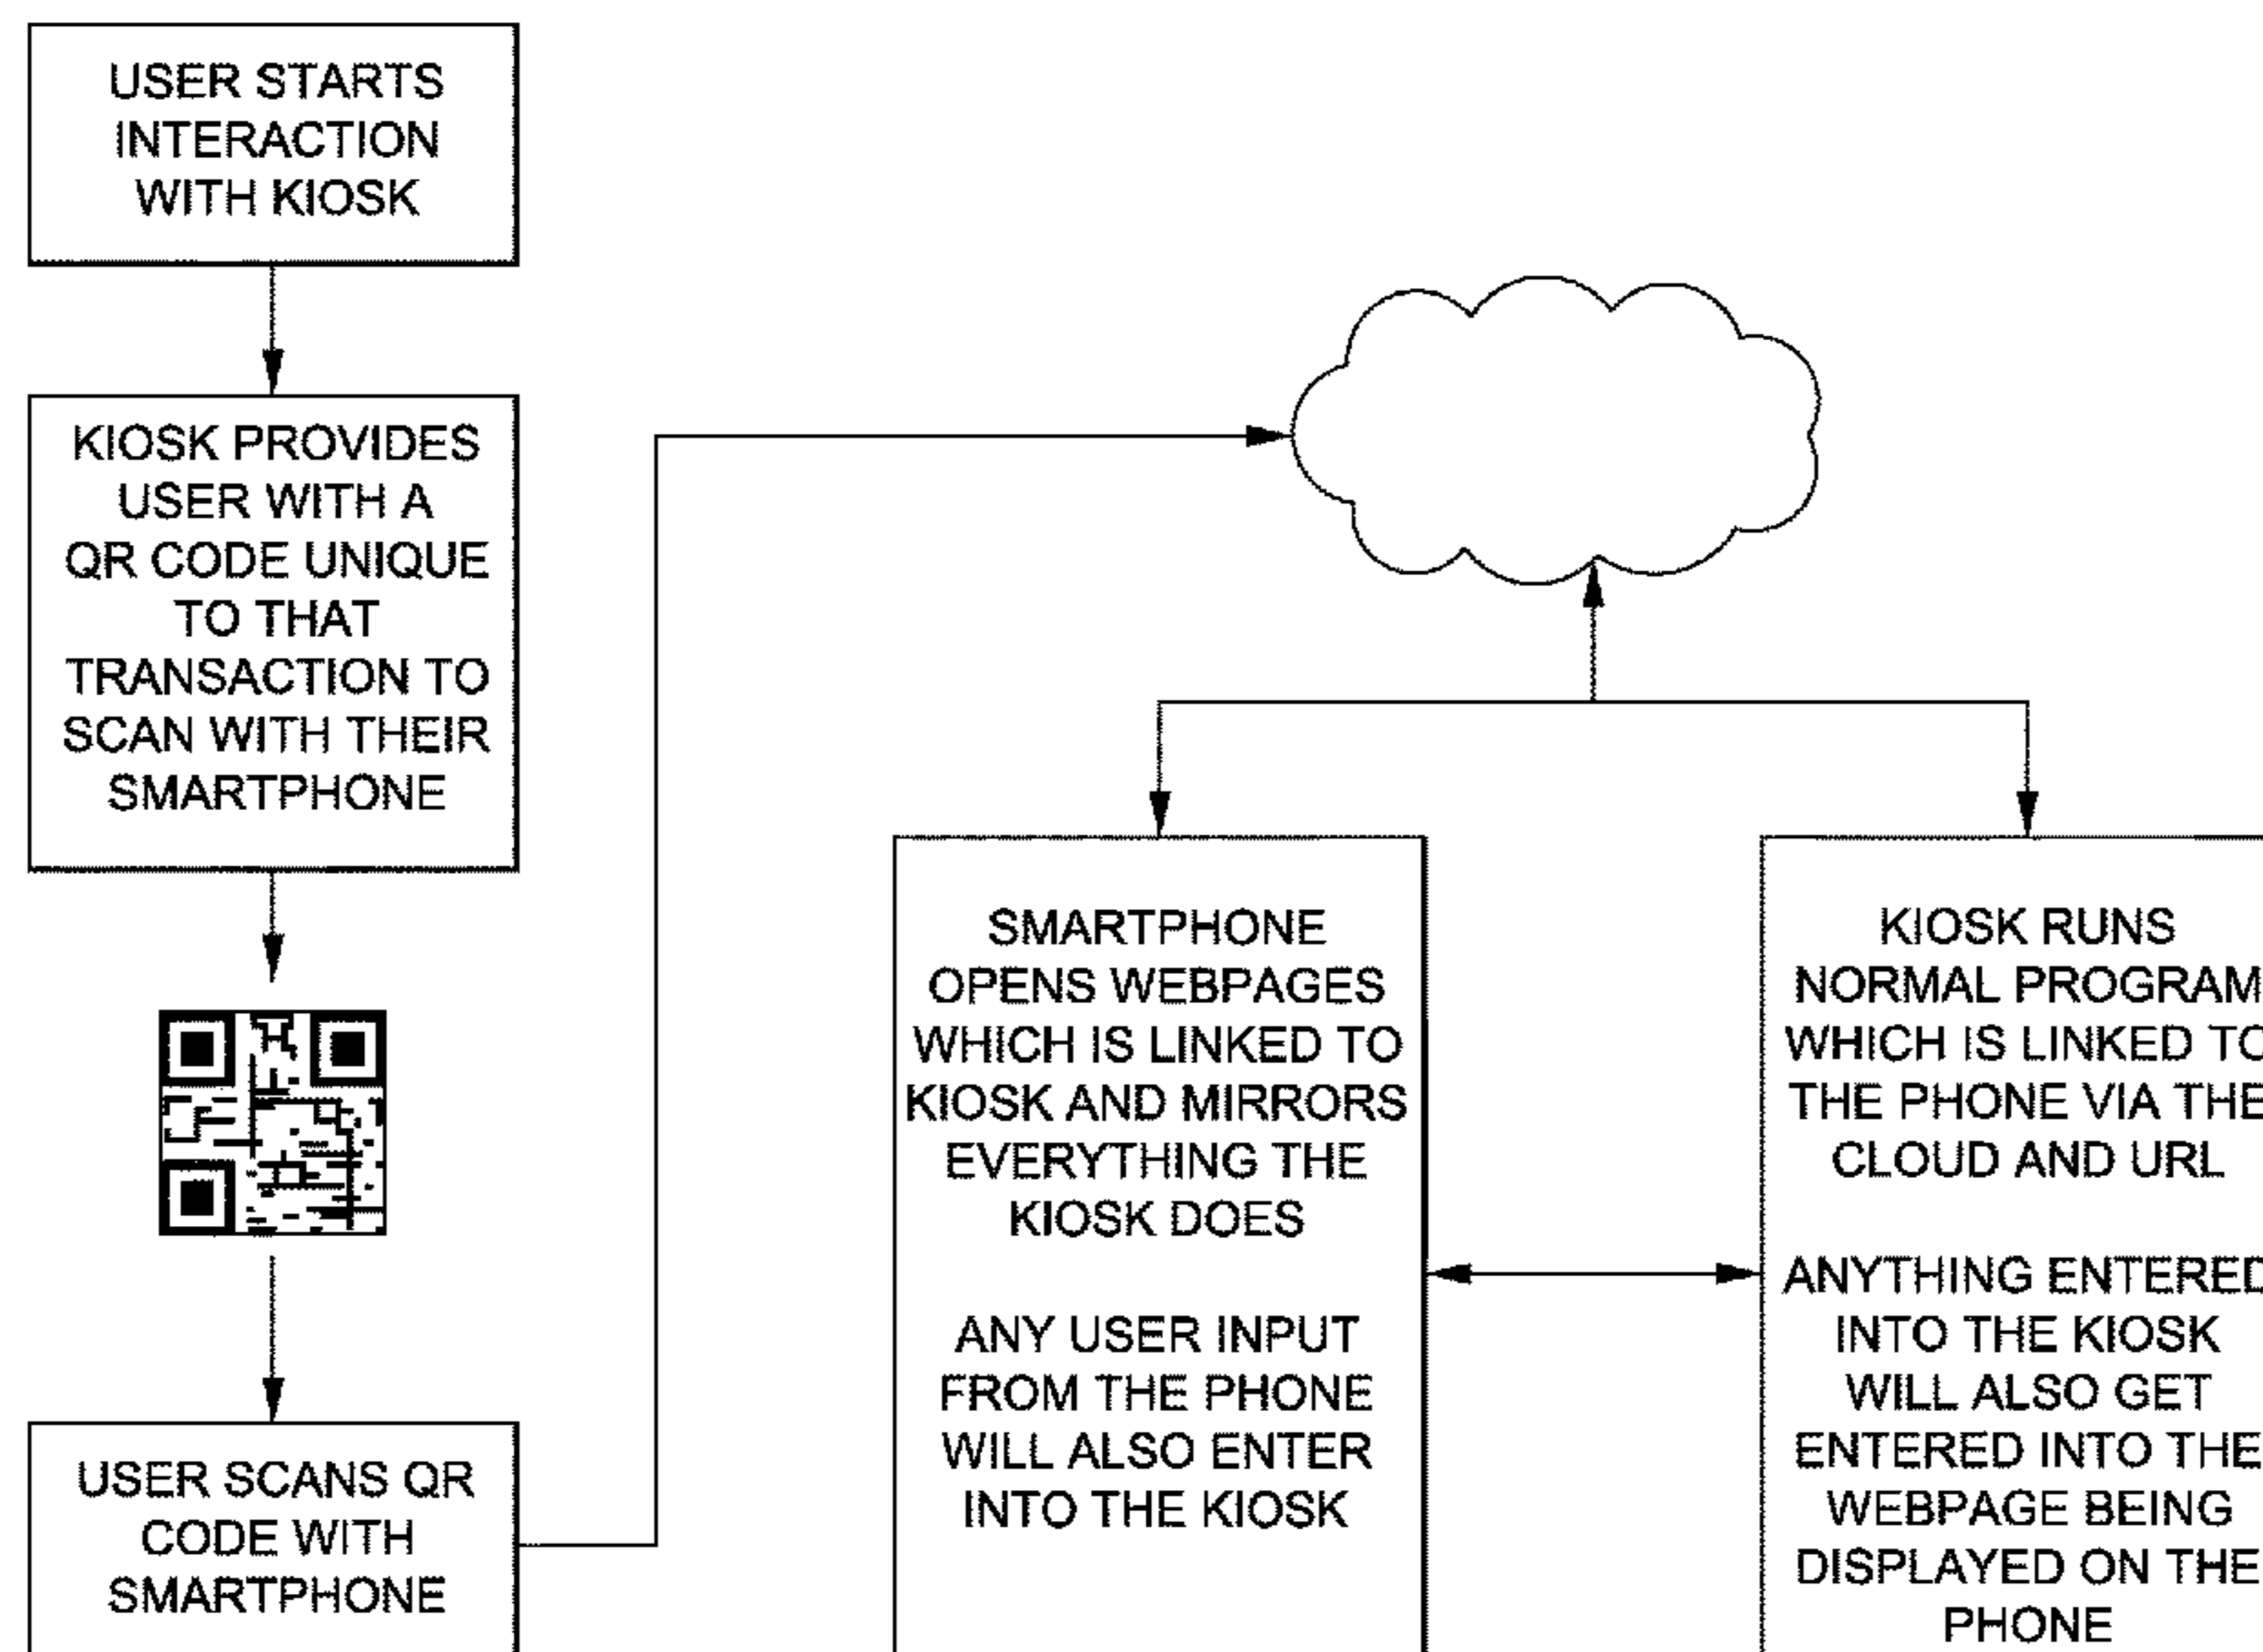 USER STARTS
INTERACTION
WITH KIOSK
KIOSK PROVIDES
USER WITH A
QR CODE UNIQUE
TO THAT
TRANSACTION TO
SCAN WITH THEIR
SMARTPHONE
USER SCANS QR
CODE WITH
SMARTPHONE
SMARTPHONE
OPENS WEBPAGES
WHICH IS LINKED TO
KIOSK AND MIRRORS
EVERYTHING THE
KIOSK DOES
ANY USER INPUT
FROM THE PHONE
WILL ALSO ENTER
INTO THE KIOSK
KIOSK RUNS
NORMAL PROGRAM
WHICH IS LINKED TO
THE PHONE VIA THE
CLOUD AND URL
ANYTHING ENTERED
INTO THE KIOSK
WILL ALSO GET
ENTERED INTO THE
WEBPAGE BEING
DISPLAYED ON THE
PHONE